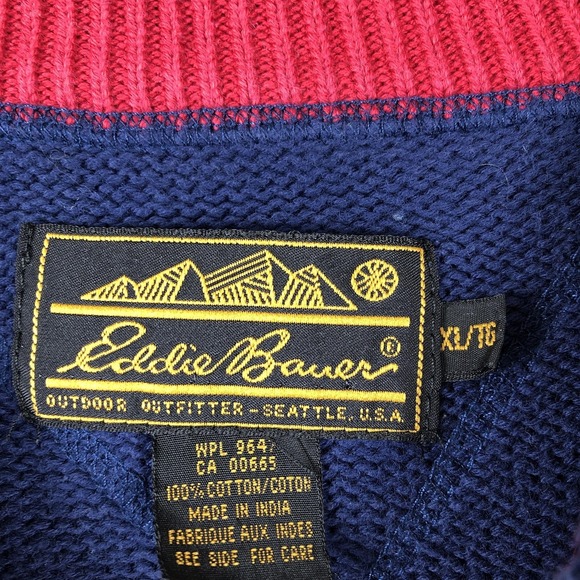 Eddie Bauer®
XL/TG
OUTDOOR OUTFITTER - SEATTLE, U.S.A.
WPL 9647
CA 00665
100% COTTON/COTON
MADE IN INDIA
FABRIQUE AUX INDES
SEE SIDE FOR CARE